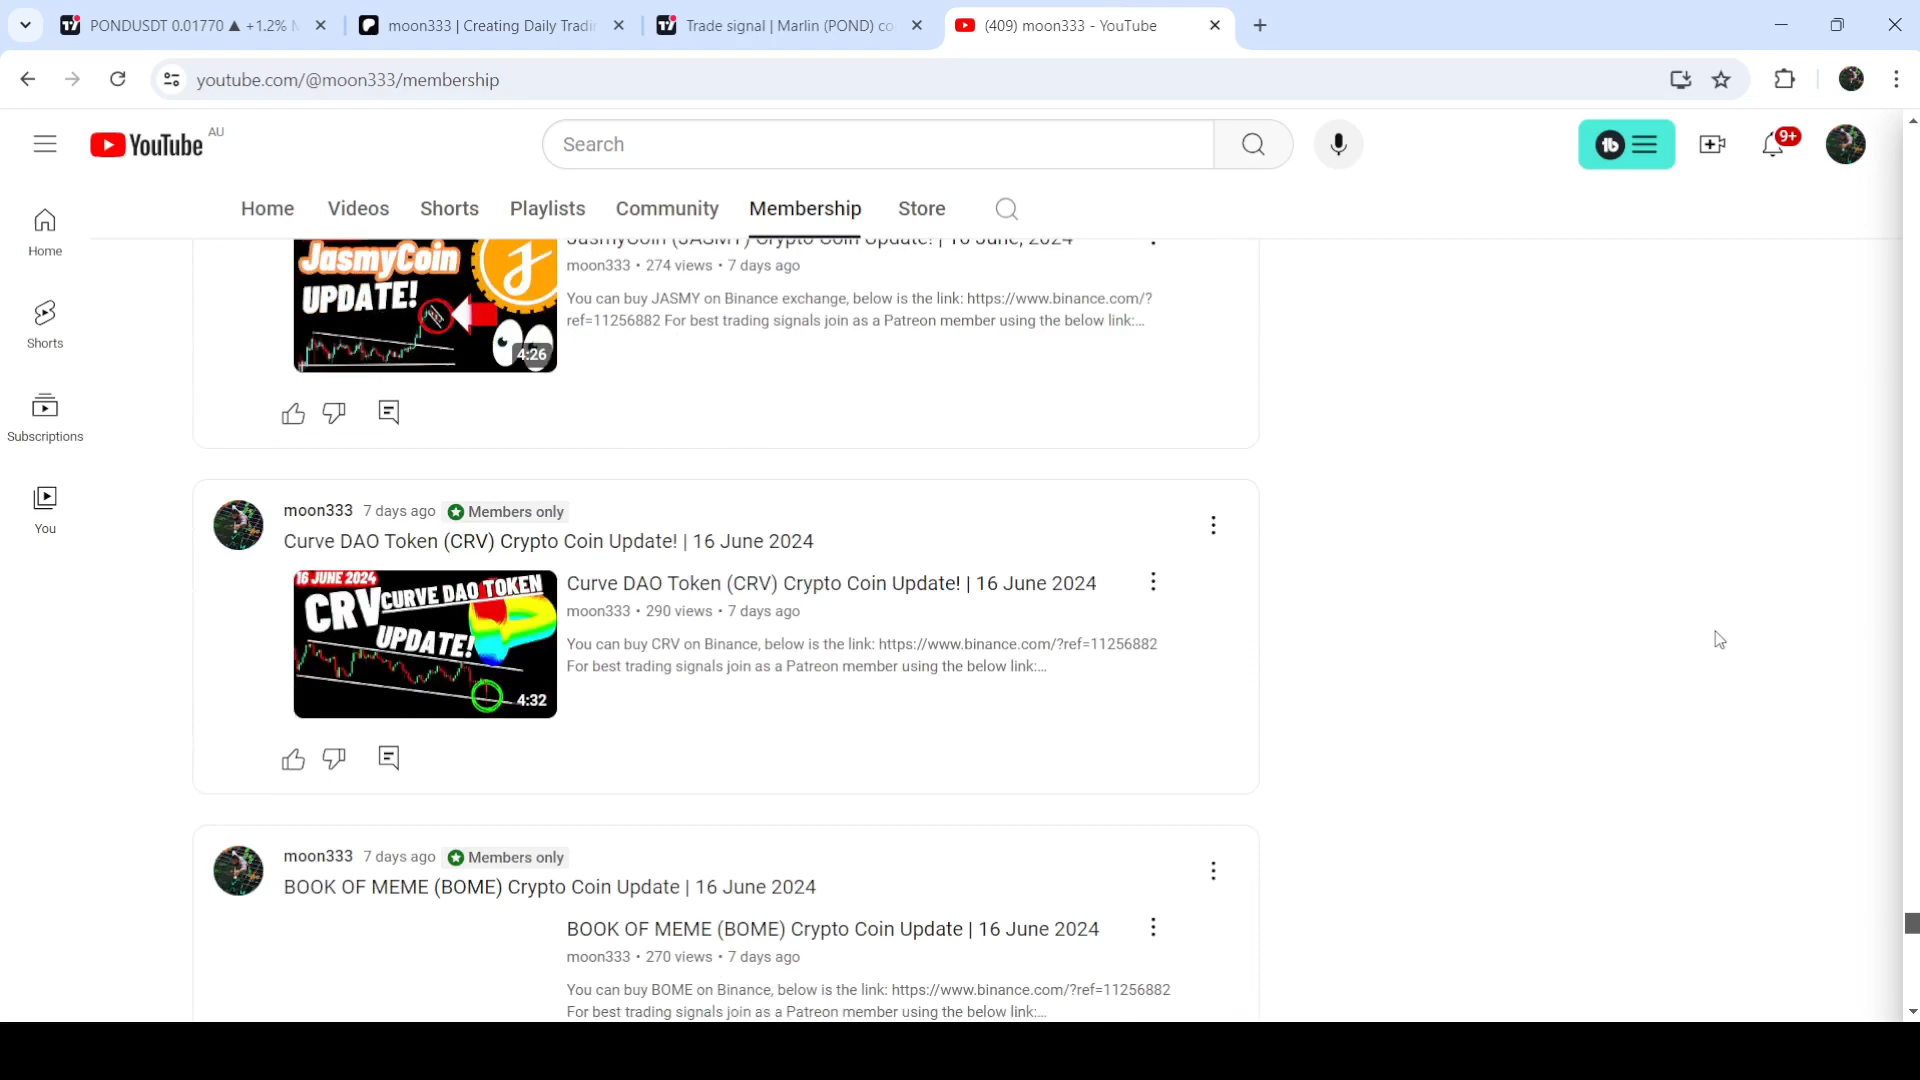 PONDUSDT 0.01770 ▲ +1.2%
moon333 | Creating Daily Tradin
Trade signal | Marlin (POND) co
(409) moon333 - YouTube
youtube.com/@moon333/membership
YouTube AU
Search
9+
Home
Videos
Shorts
Playlists
Community
Membership
Store
Home
Shorts
Subscriptions
You
JasmyCoin
UPDATE!
4:26
JasmyCoin (JASMY) Crypto Coin Update! | 16 June, 2024
moon333 • 274 views • 7 days ago
You can buy JASMY on Binance exchange, below is the link: https://www.binance.com/?
ref=11256882 For best trading signals join as a Patreon member using the below link:...
moon333 7 days ago Members only
Curve DAO Token (CRV) Crypto Coin Update! | 16 June 2024
16 JUNE 2024
CRV CURVE DAO TOKEN
UPDATE!
4:32
Curve DAO Token (CRV) Crypto Coin Update! | 16 June 2024
moon333 • 290 views • 7 days ago
You can buy CRV on Binance, below is the link: https://www.binance.com/?ref=11256882
For best trading signals join as a Patreon member using the below link:...
moon333 7 days ago Members only
BOOK OF MEME (BOME) Crypto Coin Update | 16 June 2024
BOOK OF MEME (BOME) Crypto Coin Update | 16 June 2024
moon333 • 270 views • 7 days ago
You can buy BOME on Binance, below is the link: https://www.binance.com/?ref=11256882
For best trading signals join as a Patreon member using the below link:...